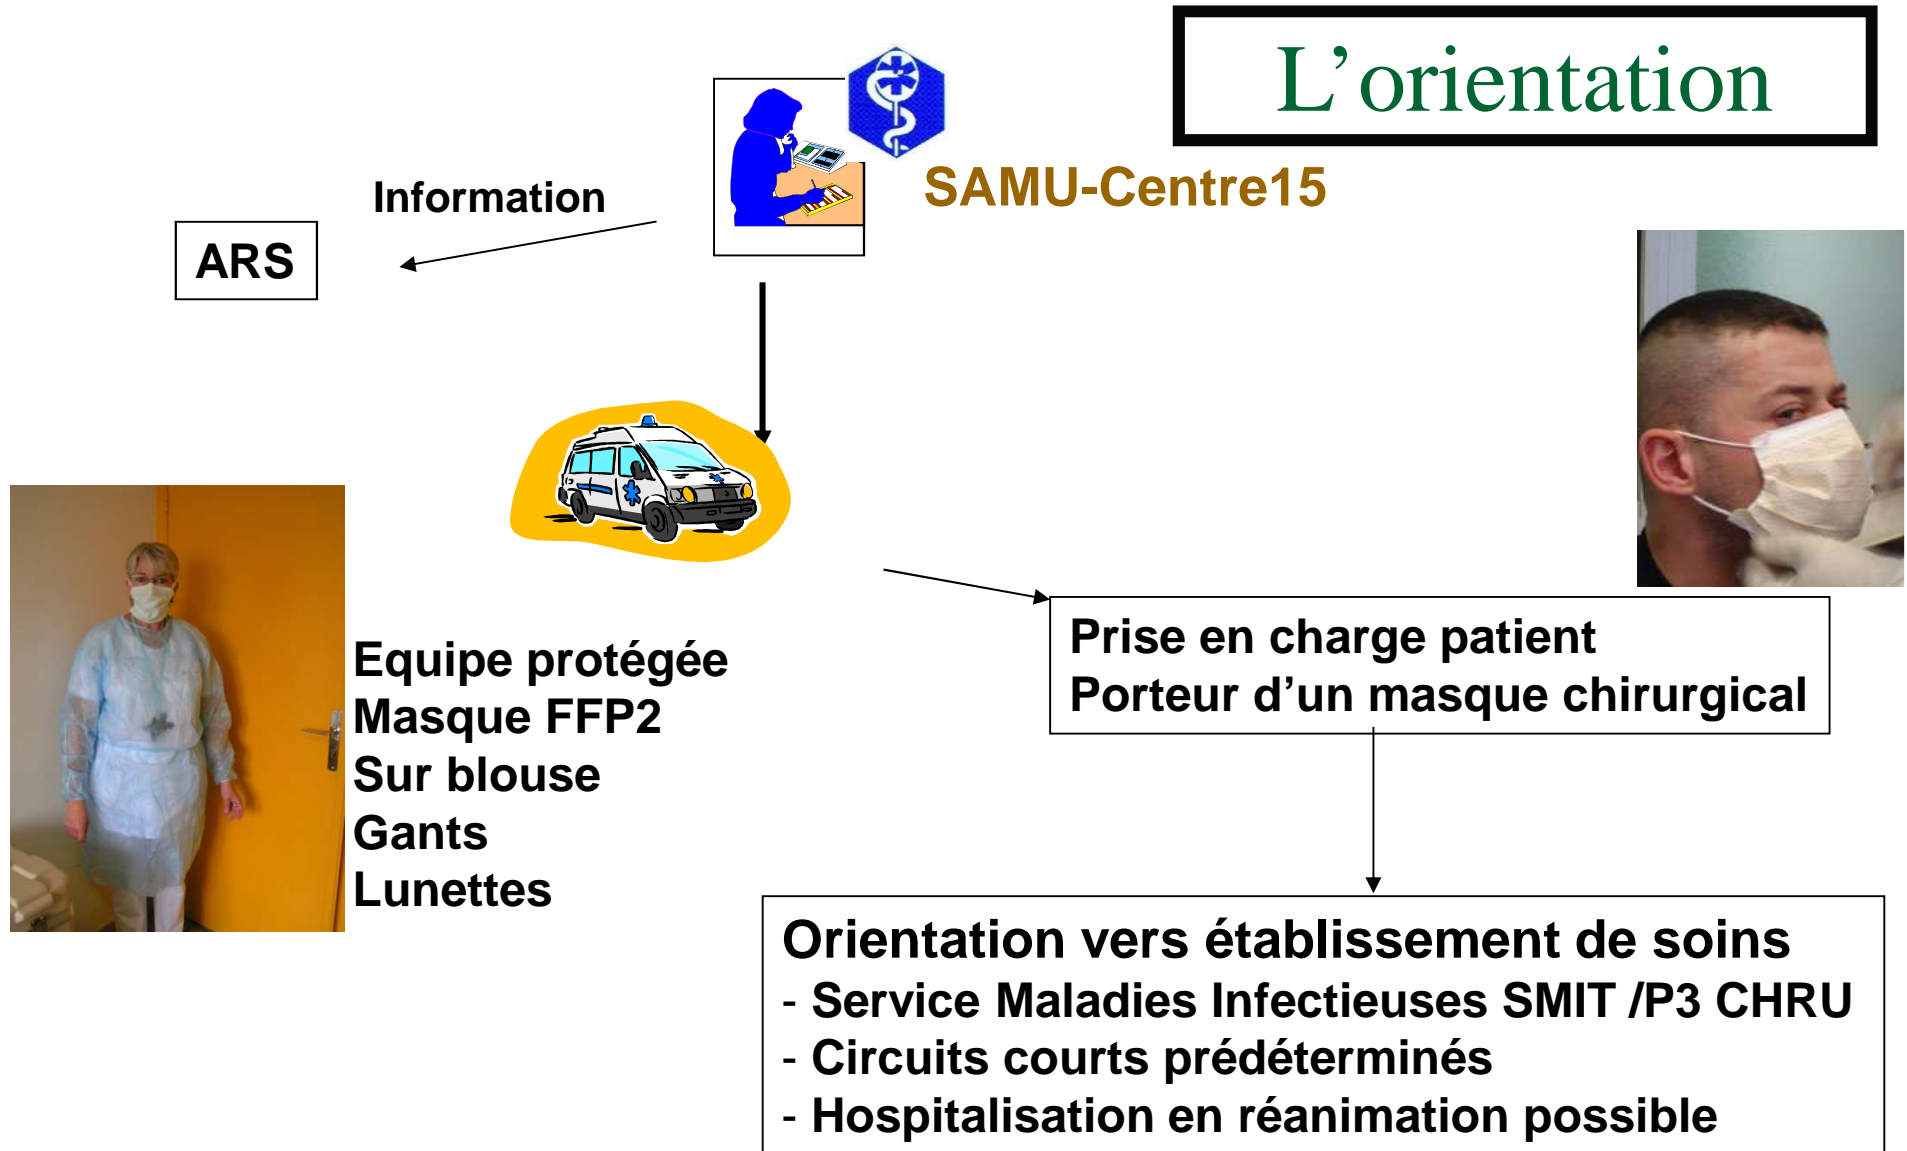 L’orientation
SAMU-Centre15
Information
ARS
Equipe protégée
Masque FFP2
Sur blouse
Gants
Lunettes
Prise en charge patient
Porteur d’un masque chirurgical
Orientation vers établissement de soins
- Service Maladies Infectieuses SMIT /P3 CHRU
- Circuits courts prédéterminés
- Hospitalisation en réanimation possible